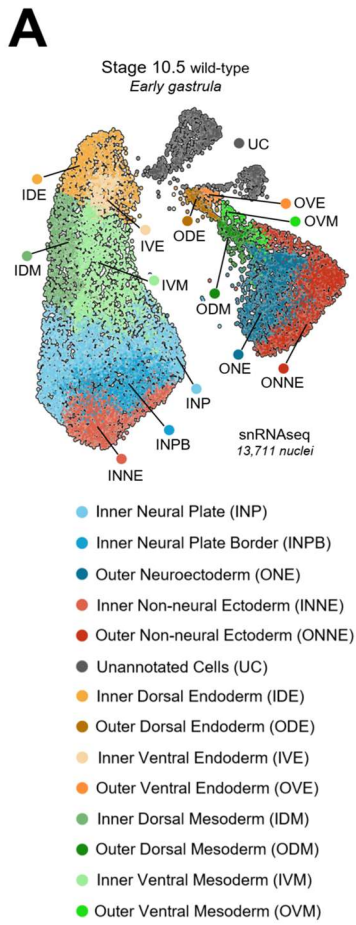 A
Stage 10.5 wild-type
Early gastrula
UC
IDE
OVE
OVM
ODE
IVE
IDM
IVM
ODM
ONE
ONNE
INP
snRNAseq
13,711 nuclei
INPB
INNE
Inner Neural Plate (INP)
Inner Neural Plate Border (INPB)
Outer Neuroectoderm (ONE)
Inner Non-neural Ectoderm (INNE)
Outer Non-neural Ectoderm (ONNE)
Unannotated Cells (UC)
Inner Dorsal Endoderm (IDE)
Outer Dorsal Endoderm (ODE)
Inner Ventral Endoderm (IVE)
Outer Ventral Endoderm (OVE)
Inner Dorsal Mesoderm (IDM)
Outer Dorsal Mesoderm (ODM)
Inner Ventral Mesoderm (IVM)
Outer Ventral Mesoderm (OVM)